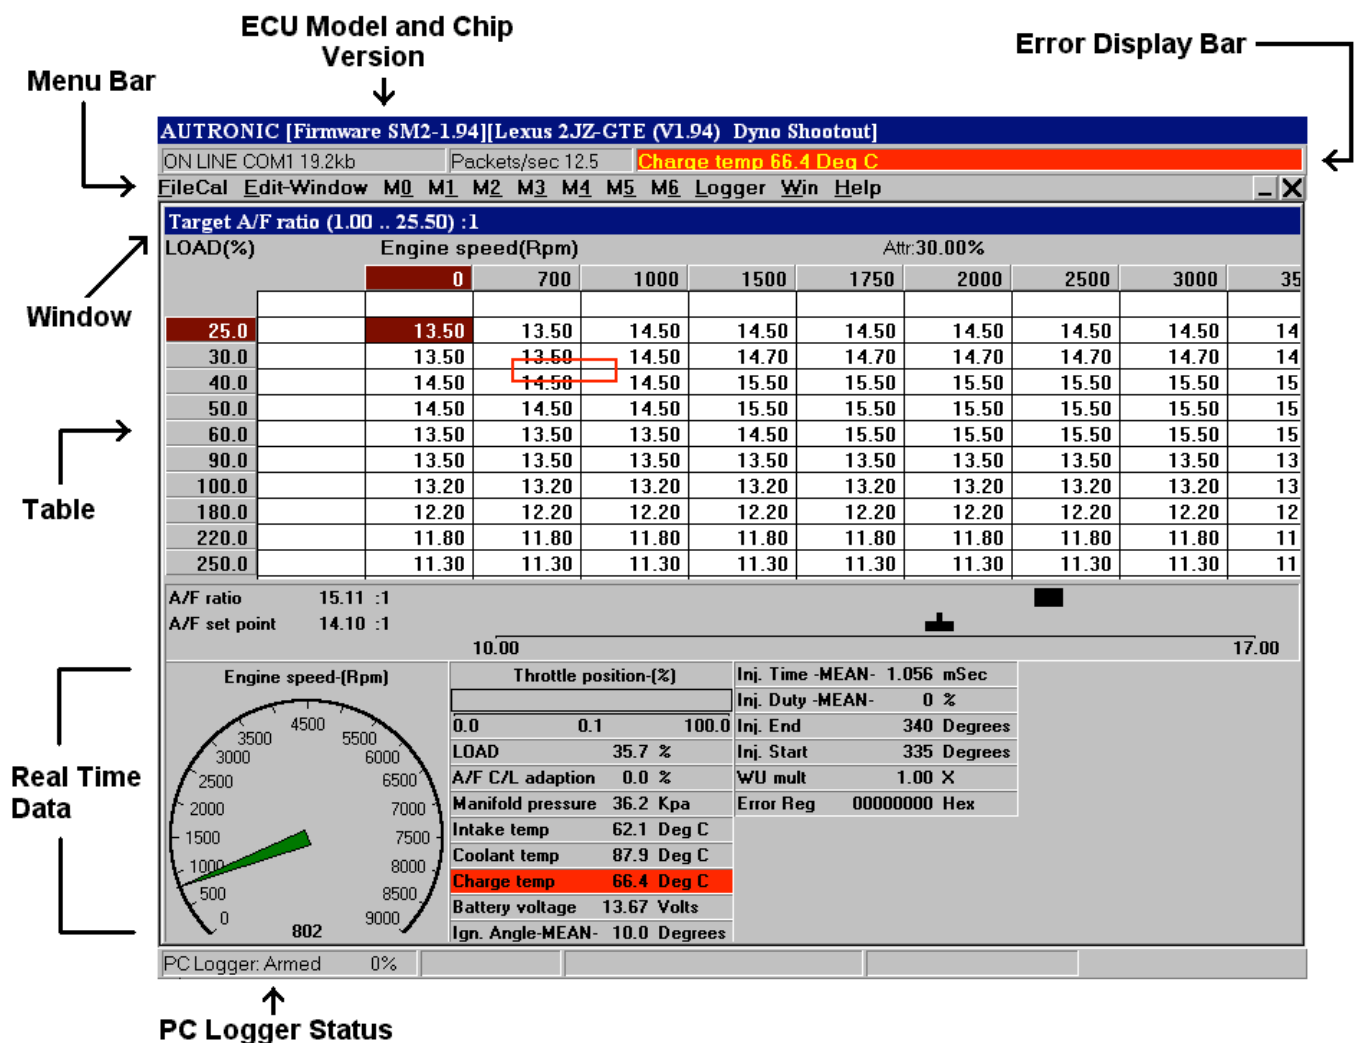 ECU Model and Chip
Version
Error Display Bar
Menu Bar
AUTRONIC [Firmware SM2-1.94][Lexus 2JZ-GTE (V1.94) Dyno Shootout]
ON LINE COM1 19.2kb Packets/sec 12.5 Charge temp 66.4 Deg C
FileCal Edit-Window M0 M1 M2 M3 M4 M5 M6 Logger Win Help
Target A/F ratio (1.00 .. 25.50) :1
LOAD(%) Engine speed(Rpm) Attr:30.00%
0 700 1000 1500 1750 2000 2500 3000 35
Window
25.0 13.50 13.50 14.50 14.50 14.50 14.50 14.50 14.50 14
30.0 13.50 13.50 14.50 14.70 14.70 14.70 14.70 14.70 14
40.0 14.50 14.50 14.50 15.50 15.50 15.50 15.50 15.50 15
50.0 14.50 14.50 14.50 15.50 15.50 15.50 15.50 15.50 15
60.0 13.50 13.50 13.50 14.50 15.50 15.50 15.50 15.50 15
90.0 13.50 13.50 13.50 13.50 13.50 13.50 13.50 13.50 13
100.0 13.20 13.20 13.20 13.20 13.20 13.20 13.20 13.20 13
Table
180.0 12.20 12.20 12.20 12.20 12.20 12.20 12.20 12.20 12
220.0 11.80 11.80 11.80 11.80 11.80 11.80 11.80 11.80 11
250.0 11.30 11.30 11.30 11.30 11.30 11.30 11.30 11.30 11
A/F ratio 15.11 :1
A/F set point 14.10 :1
10.00 17.00
Real Time
Data
Engine speed-(Rpm)
0
500
1000
1500
2000
2500
3000
3500
4500
5500
6000
6500
7000
7500
8000
8500
9000
802
Throttle position-(%)
0.0 0.1 100.0
LOAD 35.7 %
A/F C/L adaption 0.0 %
Manifold pressure 36.2 Kpa
Intake temp 62.1 Deg C
Coolant temp 87.9 Deg C
Charge temp 66.4 Deg C
Battery voltage 13.67 Volts
Ign. Angle-MEAN- 10.0 Degrees
Inj. Time -MEAN- 1.056 mSec
Inj. Duty -MEAN- 0 %
Inj. End 340 Degrees
Inj. Start 335 Degrees
WU mult 1.00 X
Error Reg 00000000 Hex
PC Logger: Armed 0%
PC Logger Status